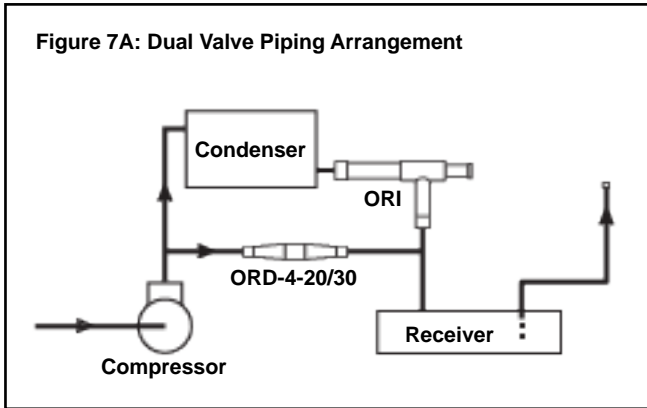 Figure 7A: Dual Valve Piping Arrangement
Condenser
ORI
ORD-4-20/30
Receiver
Compressor